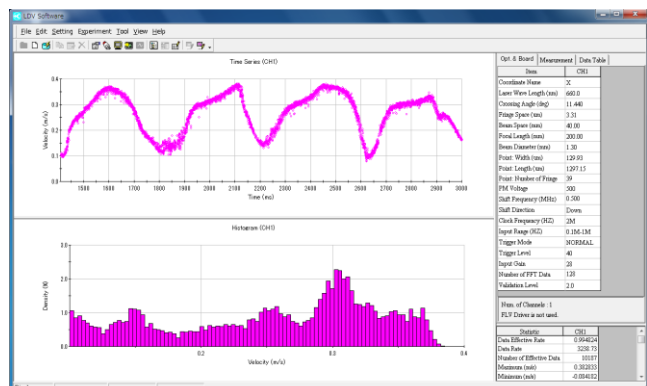 LDV Software
File Edit Setting Experiment Tool View Help
Time Series (CH1)
Velocity (m/s)
0.4
0.3
0.2
0.1
0.0
1500 1600 1700 1800 1900 2000 2100 2200 2300 2400 2500 2600 2700 2800 2900 3000
Time (ms)
Histogram (CH1)
Density (%)
3.0
2.0
1.0
0.0
0.2 0.3 0.4
Velocity (m/s)
Opt. & Board Measurement Data Table
Item CH1
Coordinate Name X
Laser Wave Length (nm) 660.0
Crossing Angle (deg) 11.440
Fringe Space (um) 3.31
Beam Space (mm) 40.00
Focal Length (mm) 200.00
Beam Diameter (mm) 1.30
Point: Width (um) 129.93
Point: Length (um) 1297.15
Point: Number of Fringe 39
PM Voltage 500
Shift Frequency (MHz) 0.500
Shift Direction Down
Clock Frequency (HZ) 2M
Input Range (HZ) 0.1M-1M
Trigger Mode NORMAL
Trigger Level 40
Input Gain 28
Number of FFT Data 128
Validation Level 2.0
Num. of Channels : 1
FLV Driver is not used.
Statistic CH1
Data Effective Rate 0.994824
Data Rate 3230.73
Number of Effective Data 10187
Maximum (m/s) 0.382833
Minimum (m/s)